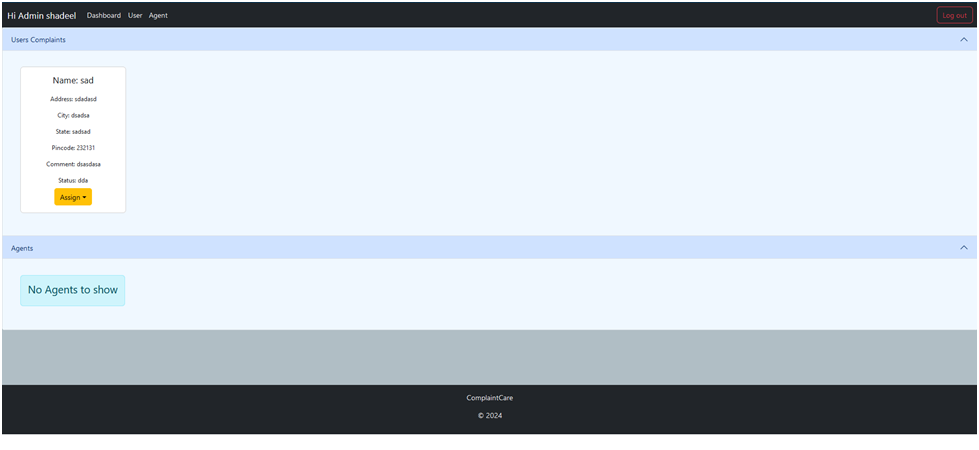 Hi Admin shadeel Dashboard User Agent Log out
Users Complaints
Name: sad
Address: sdadasd
City: dsadsa
State: sadsad
Pincode: 232131
Comment: dsasdasa
Status: dda
Assign
Agents
No Agents to show
ComplaintCare
© 2024